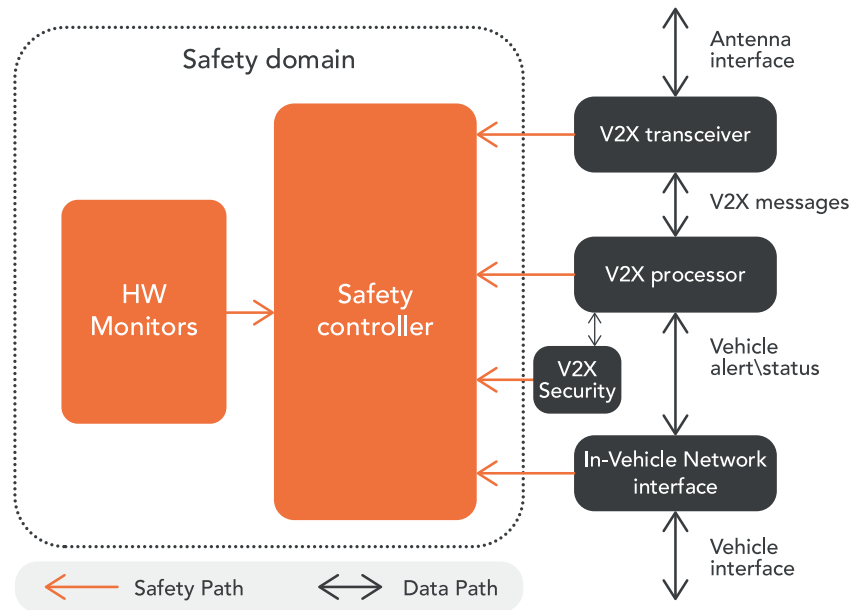 Safety domain
HW
Monitors
Safety
controller
Antenna
interface
V2X transceiver
V2X messages
V2X processor
V2X
Security
Vehicle
alert\status
In-Vehicle Network
interface
Vehicle
interface
Safety Path
Data Path